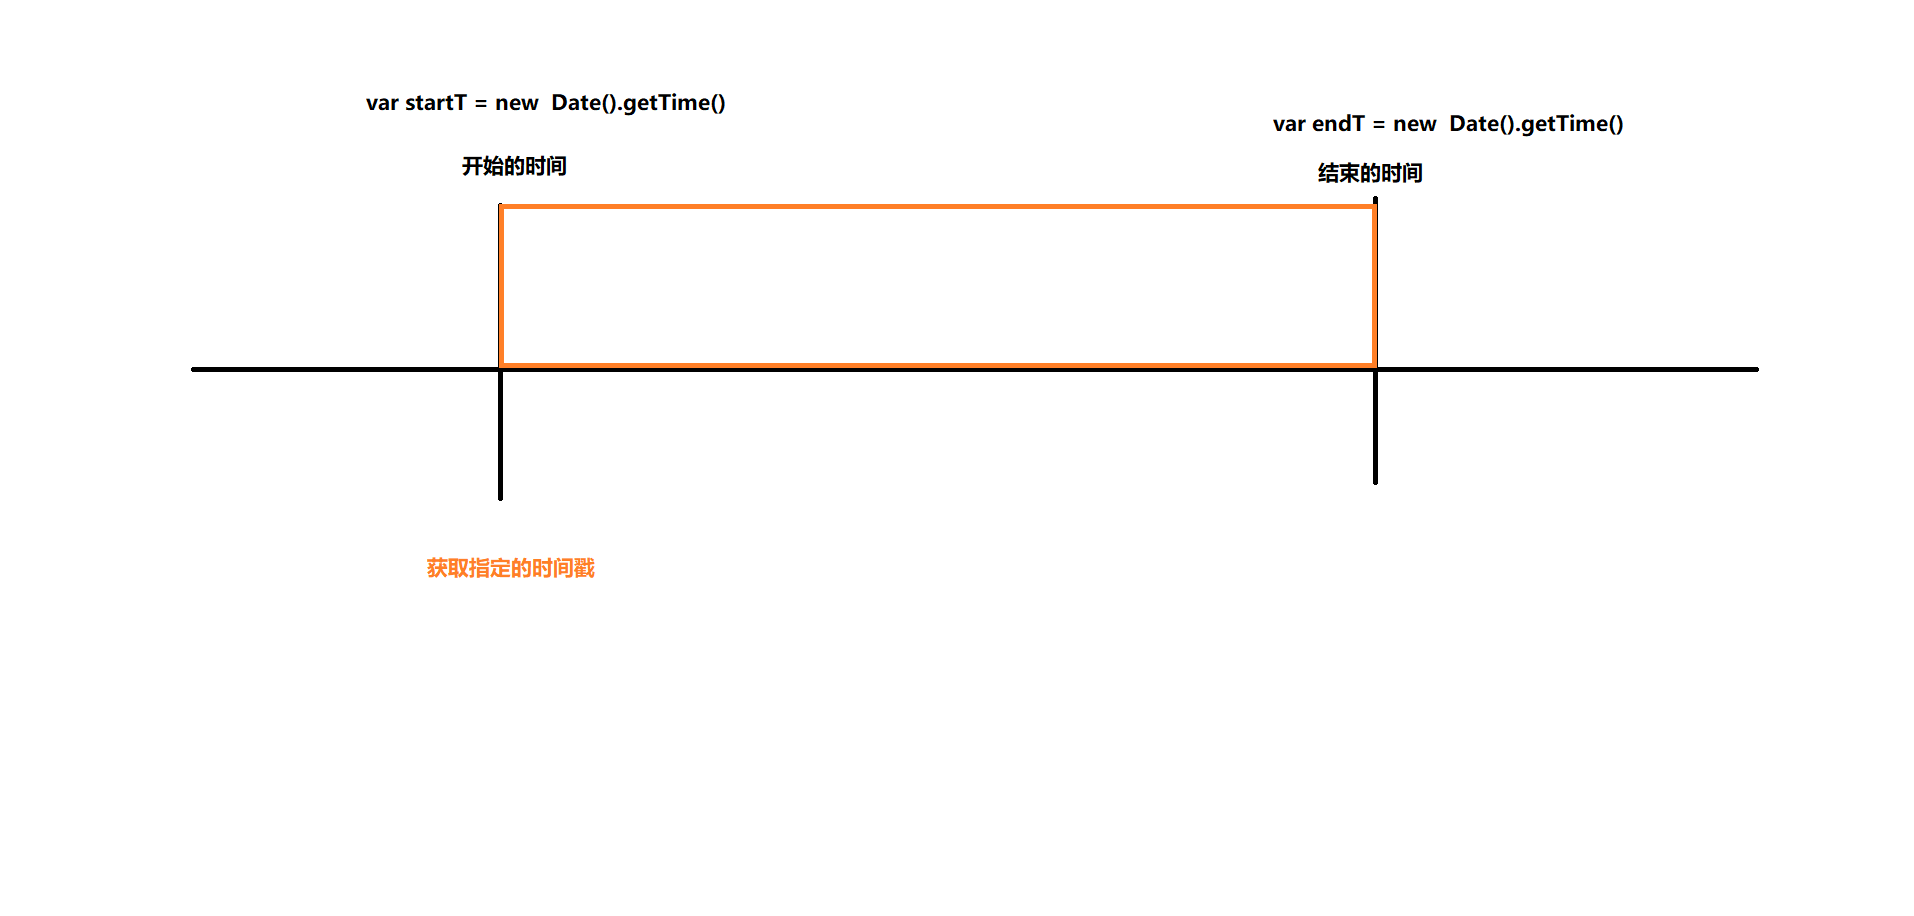 var startT = new  Date().getTime()
var endT = new  Date().getTime()
开始的时间
结束的时间
获取指定的时间戳